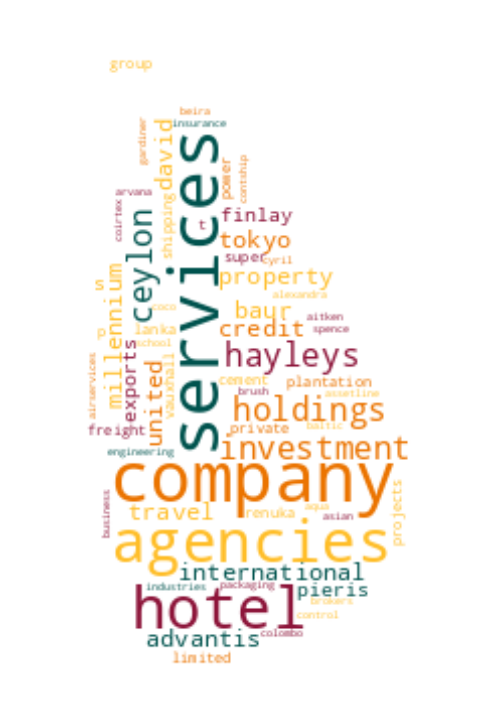 group
beira
insurance
gardiner
david
services
power
contship
arvana
coirtex
ceylon
shipping
t
finlay
tokyo
super
cyril
property
s
millennium
alexandra
coco
baur
aitken
p
lanka
credit
spence
school
exports
united
vauxhall
hayleys
airservices
cement
plantation
brush
assetline
holdings
freight
private
baltic
investment
engineering
company
business
travel
renuka
aqua
asian
projects
agencies
international
industries
packaging
pieris
hotel
brokers
control
advantis
colombo
limited